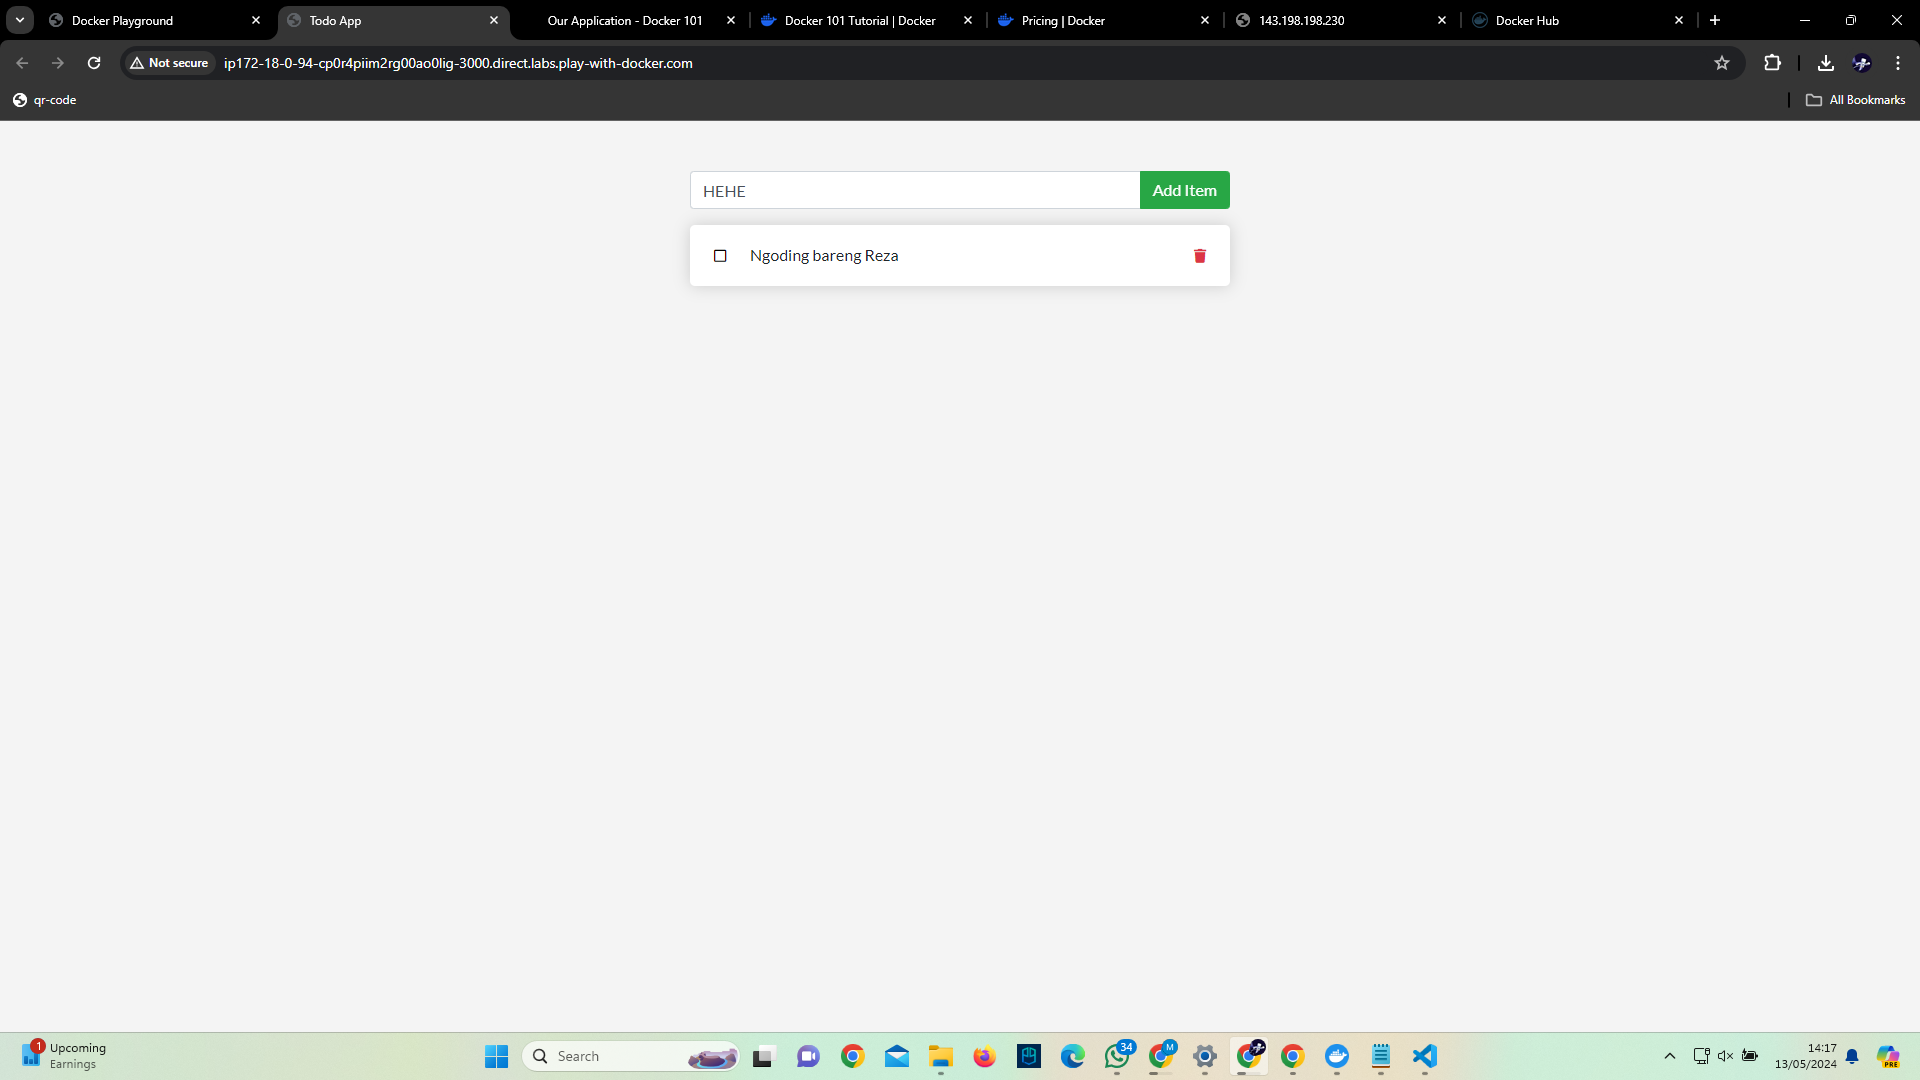 Docker Playground
Todo App
Our Application - Docker 101
Docker 101 Tutorial | Docker
Pricing | Docker
143.198.198.230
Docker Hub
Not secure
ip172-18-0-94-cp0r4piim2rg00ao0lig-3000.direct.labs.play-with-docker.com
qr-code
All Bookmarks
HEHE
Add Item
Ngoding bareng Reza
1
Upcoming
Earnings
Search
34
M
14:17
13/05/2024
PRE